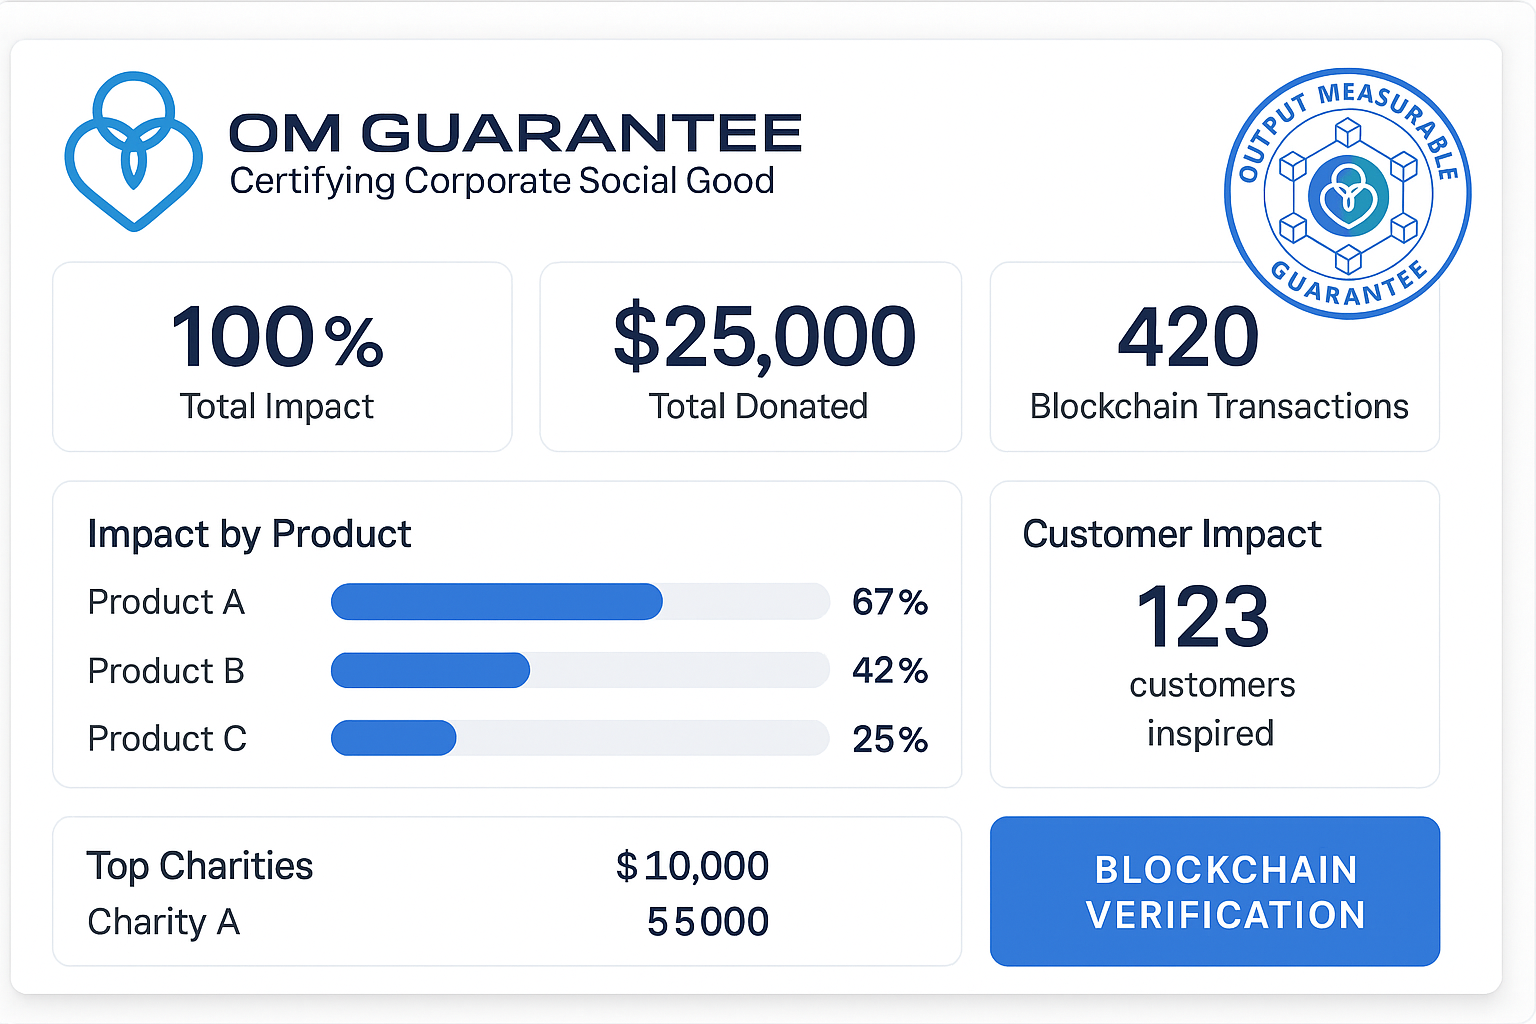 OM GUARANTEE
Certifying Corporate Social Good
OUTPUT MEASURABLE
GUARANTEE
100%
Total Impact
$25,000
Total Donated
420
Blockchain Transactions
Impact by Product
Product A 67%
Product B 42%
Product C 25%
Customer Impact
123
customers
inspired
Top Charities $10,000
Charity A 55000
BLOCKCHAIN
VERIFICATION